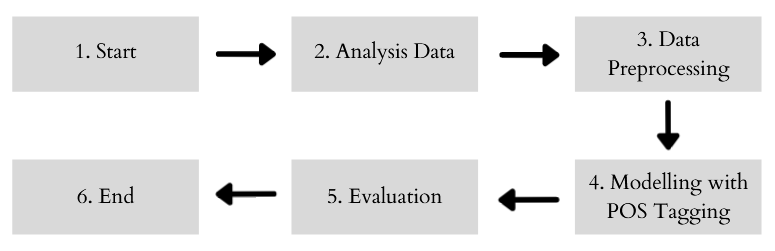 1. Start
2. Analysis Data
3. Data
Preprocessing
4. Modelling with
POS Tagging
5. Evaluation
6. End